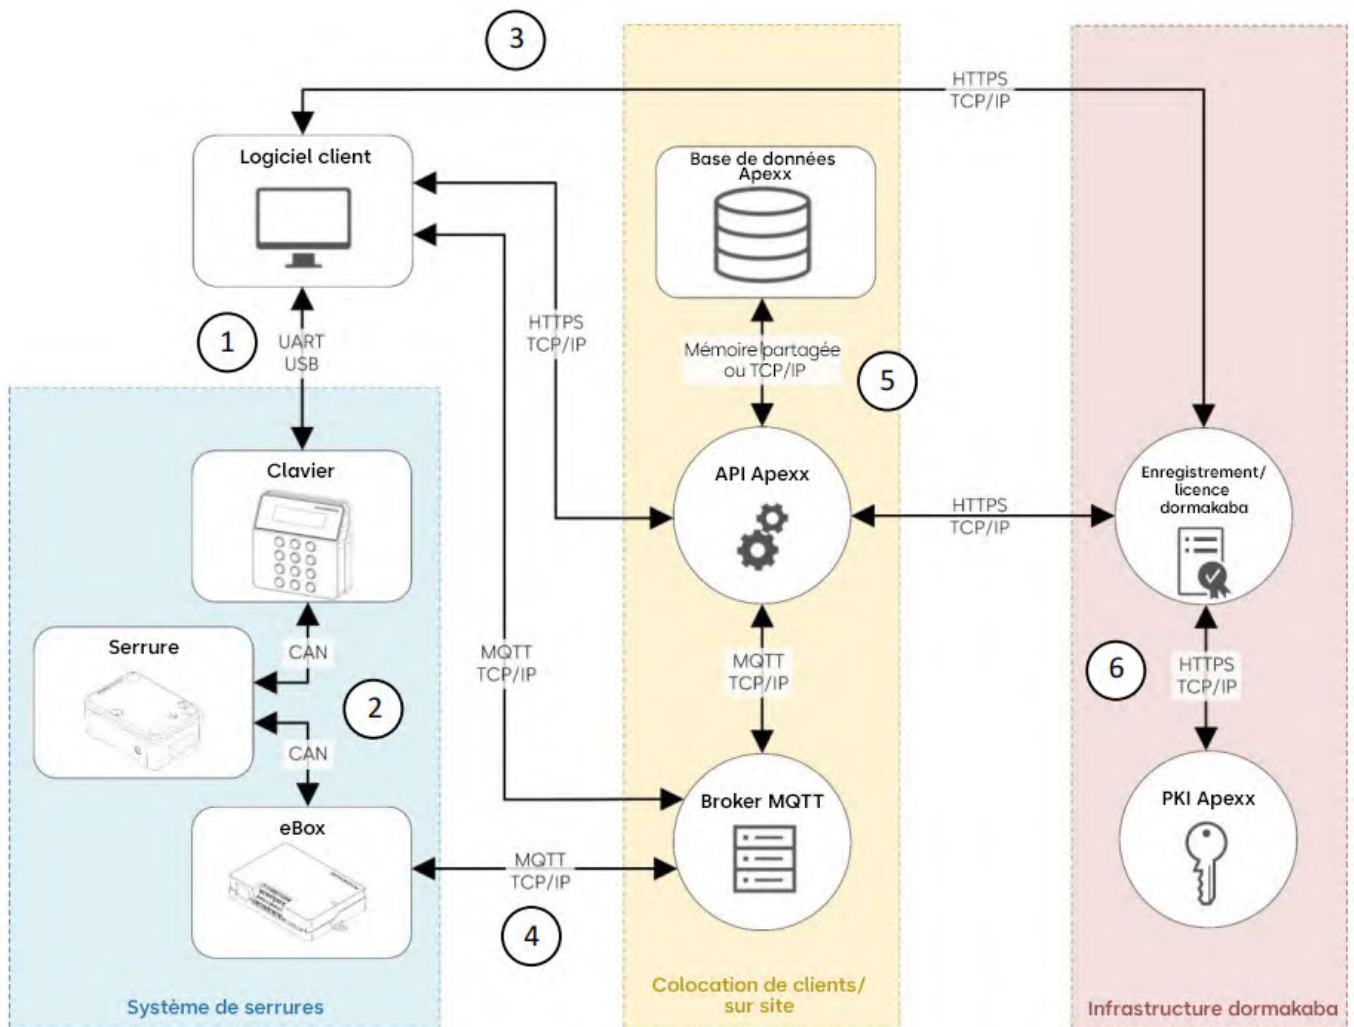 3
HTTPS
TCP/IP
Logiciel client
Base de données
Apexx
1
UART
USB
HTTPS
TCP/IP
Mémoire partagée
ou TCP/IP
5
Clavier
API Apexx
HTTPS
TCP/IP
Enregistrement/
licence
dormakaba
Serrure
CAN
2
CAN
MQTT
TCP/IP
MQTT
TCP/IP
6
HTTPS
TCP/IP
eBox
MQTT
TCP/IP
4
Broker MQTT
PKI Apexx
Système de serrures
Colocation de clients/
sur site
Infrastructure dormakaba